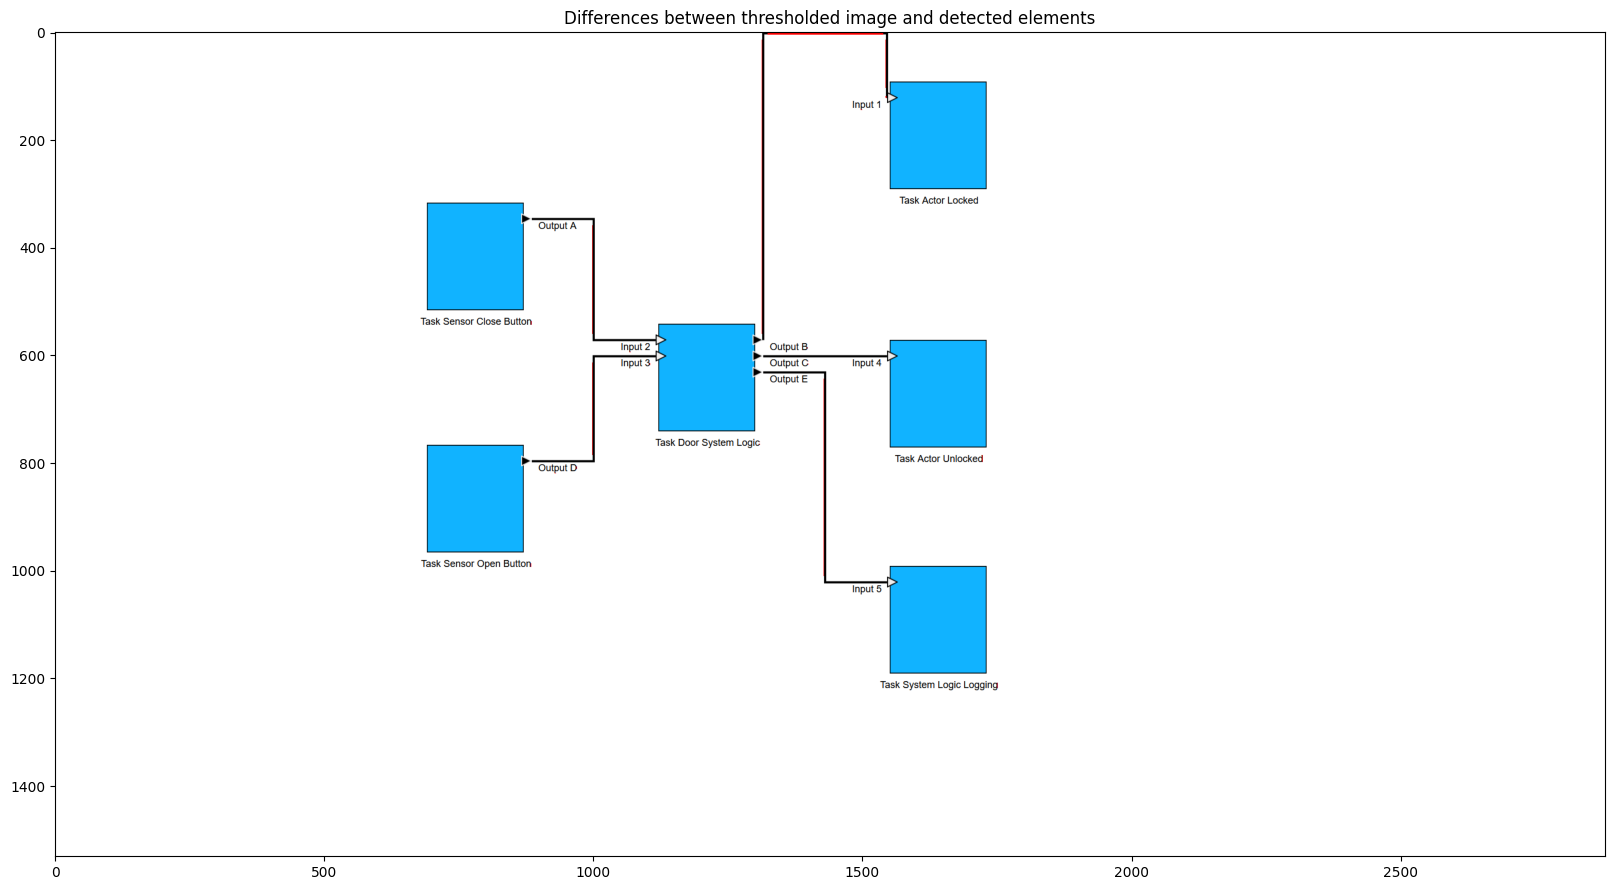 Differences between thresholded image and detected elements
0
200
400
600
800
1000
1200
1400
Input 1
Task Actor Locked
Output A
Task Sensor Close Button
Input 2
Input 3
Output B
Output C
Output E
Input 4
Task Door System Logic
Task Actor Unlocked
Output D
Task Sensor Open Button
Input 5
Task System Logic Logging
0
500
1000
1500
2000
2500